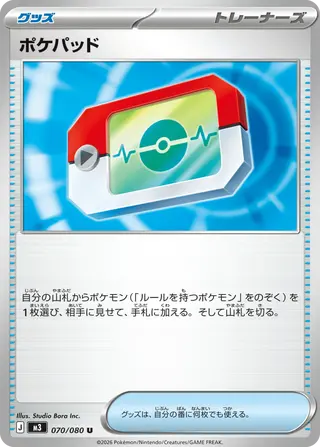 グッズ
トレーナーズ
ポケパッド
自分の山札からポケモン(「ルールを持つポケモン」をのぞく)を
1枚選び、相手に見せて、手札に加える。そして山札を切る。
Illus. Studio Bora Inc.
J m3 070/080 U
グッズは、自分の番に何枚でも使える。
©2026 Pokémon/Nintendo/Creatures/GAME FREAK.